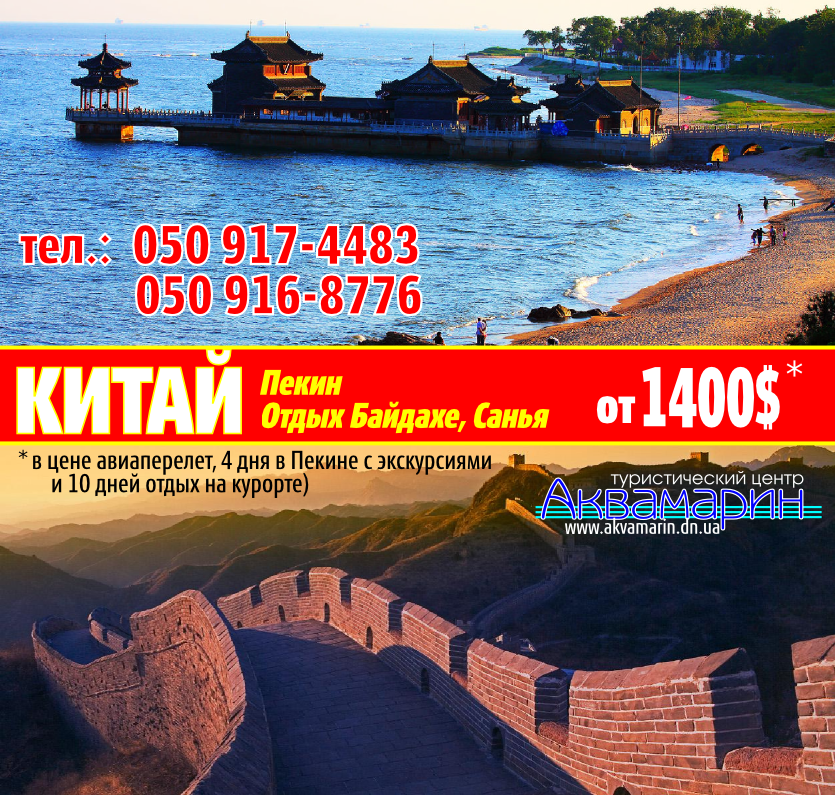 тел.: 050 917-4483
050 916-8776
КИТАЙ
Пекин
Отдых Байдахе, Санья
от 1400$*
* в цене авиаперелет, 4 дня в Пекине с экскурсиями
и 10 дней отдых на курорте)
туристический центр
Аквамарин
www.akvamarin.dn.ua